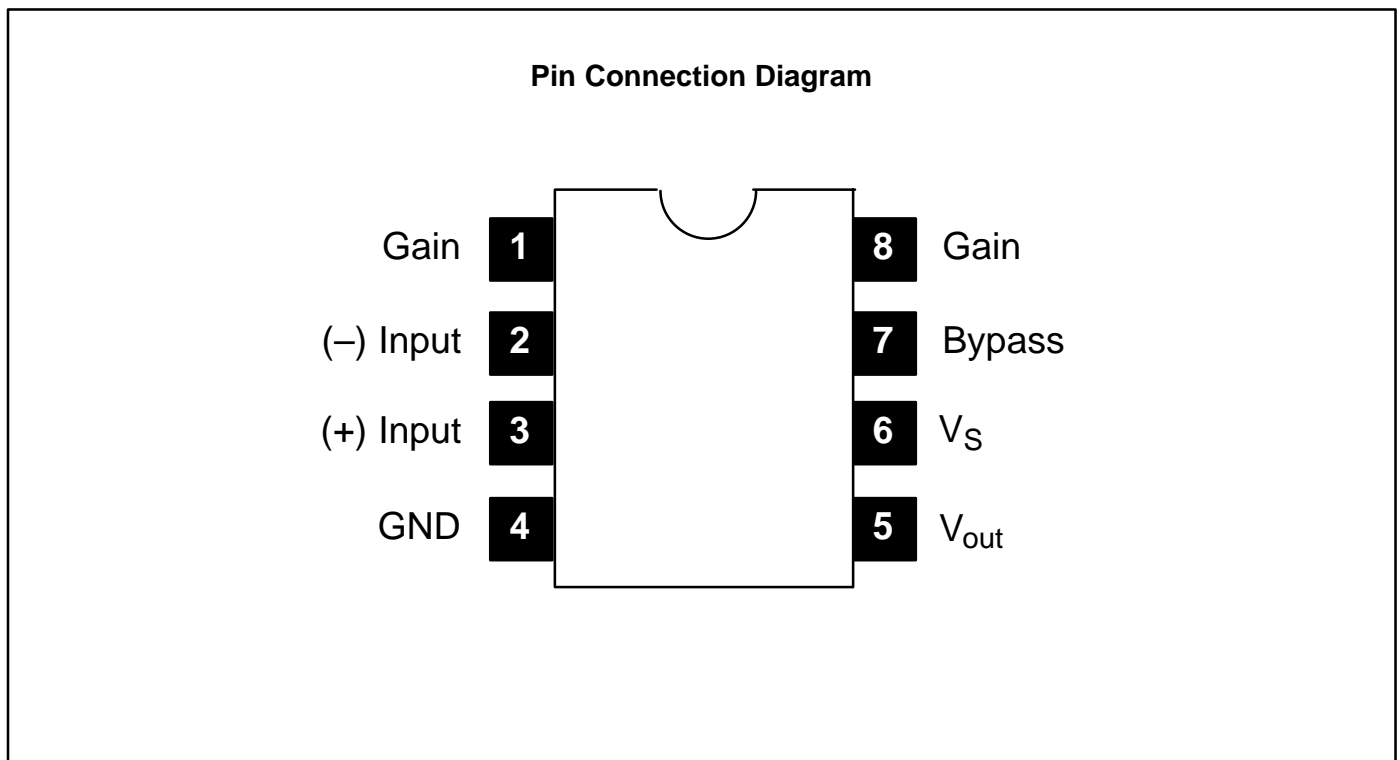 Pin Connection Diagram
Gain 1 8 Gain
(–) Input 2 7 Bypass
(+) Input 3 6 VS
GND 4 5 Vout